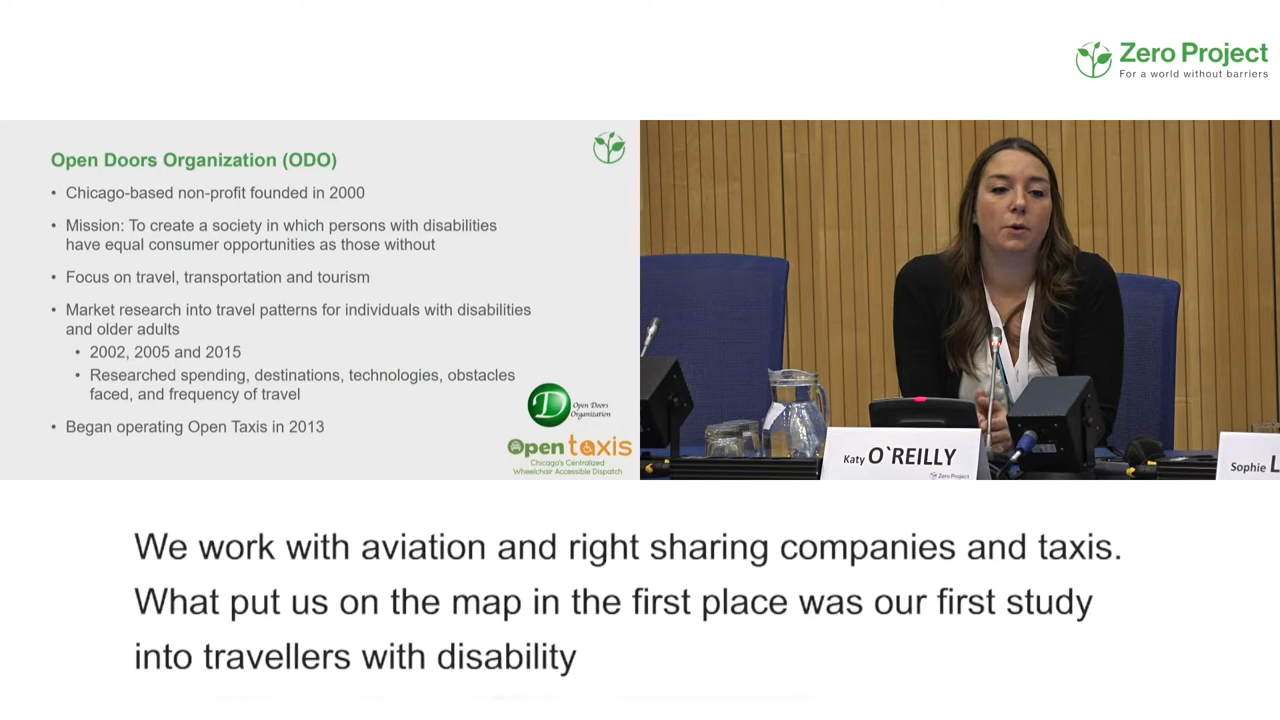 Zero Project
For a world without barriers
Open Doors Organization (ODO)
• Chicago-based non-profit founded in 2000
• Mission: To create a society in which persons with disabilities
have equal consumer opportunities as those without
• Focus on travel, transportation and tourism
• Market research into travel patterns for individuals with disabilities
and older adults
• 2002, 2005 and 2015
• Researched spending, destinations, technologies, obstacles
faced, and frequency of travel
• Began operating Open Taxis in 2013
D Open Doors
Organization
Open taxis
Chicago's Centralized
Wheelchair Accessible Dispatch
Katy O`REILLY
Zero Project
Sophie L
We work with aviation and right sharing companies and taxis.
What put us on the map in the first place was our first study
into travellers with disability